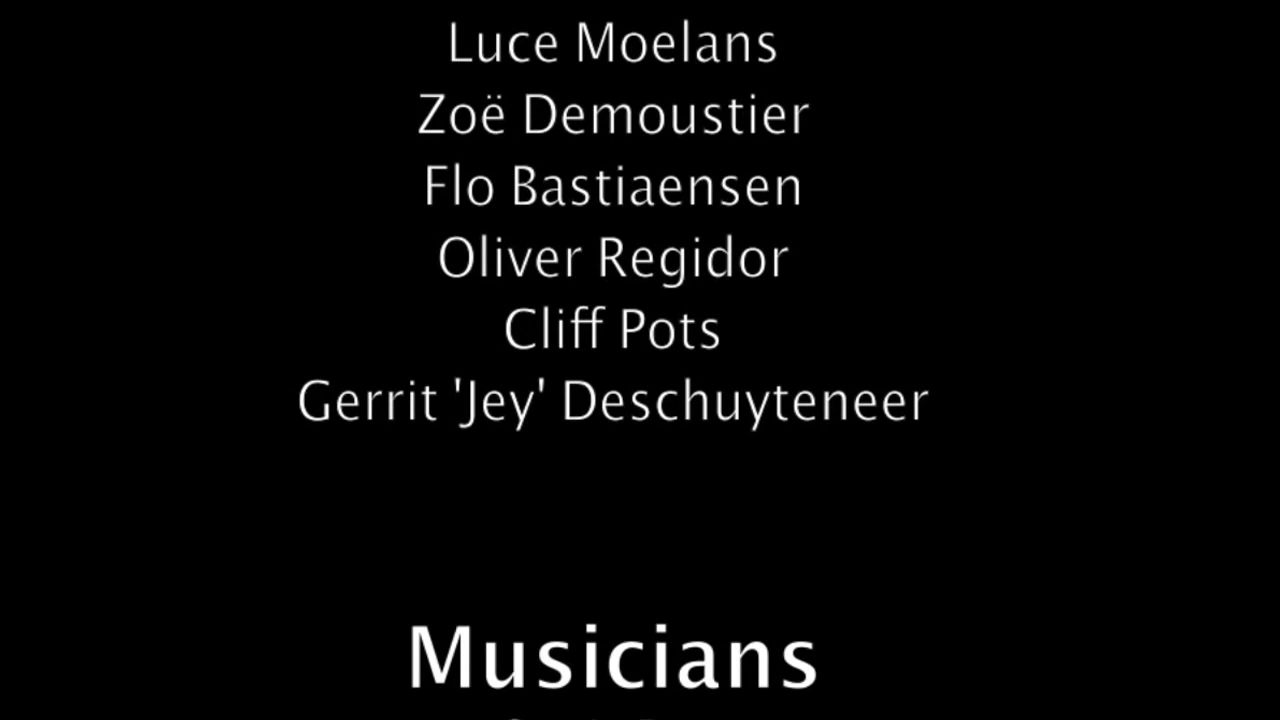 Luce Moelans
Zoë Demoustier
Flo Bastiaensen
Oliver Regidor
Cliff Pots
Gerrit 'Jey' Deschuyteneer
Musicians